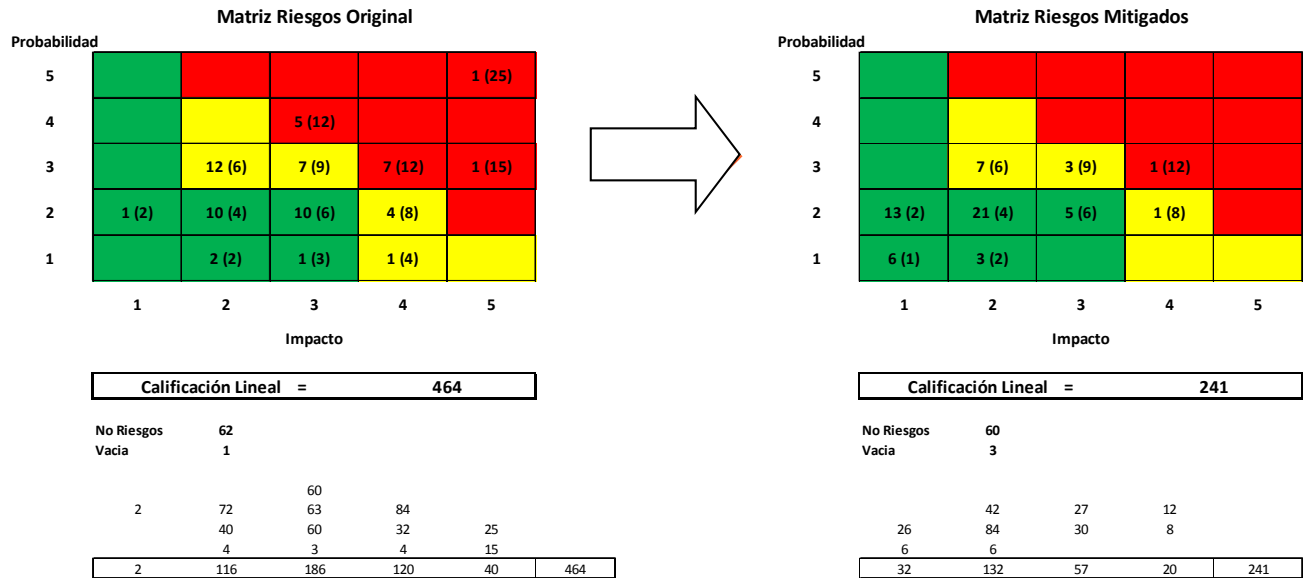 Matriz Riesgos Original
Probabilidad
5 1 (25)
4 5 (12)
3 12 (6) 7 (9) 7 (12) 1 (15)
2 1 (2) 10 (4) 10 (6) 4 (8)
1 2 (2) 1 (3) 1 (4)
1 2 3 4 5
Impacto
Calificación Lineal = 464
No Riesgos 62
Vacia 1
60
2 72 63 84
40 60 32 25
4 3 4 15
2 116 186 120 40 464
Matriz Riesgos Mitigados
Probabilidad
5
4
3 7 (6) 3 (9) 1 (12)
2 13 (2) 21 (4) 5 (6) 1 (8)
1 6 (1) 3 (2)
1 2 3 4 5
Impacto
Calificación Lineal = 241
No Riesgos 60
Vacia 3
42 27 12
26 84 30 8
6 6
32 132 57 20 241